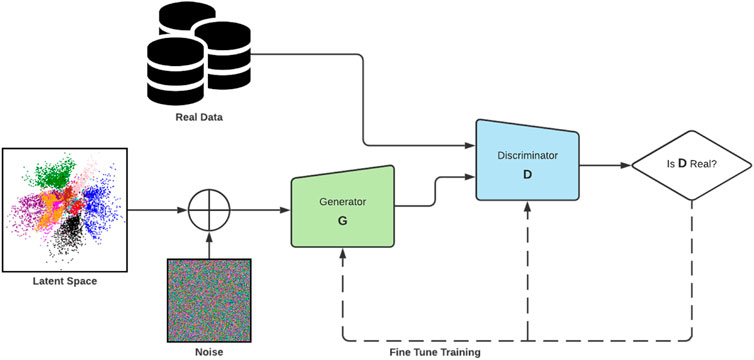 Real Data
Discriminator
D
Is D Real?
Generator
G
Latent Space
Noise
Fine Tune Training